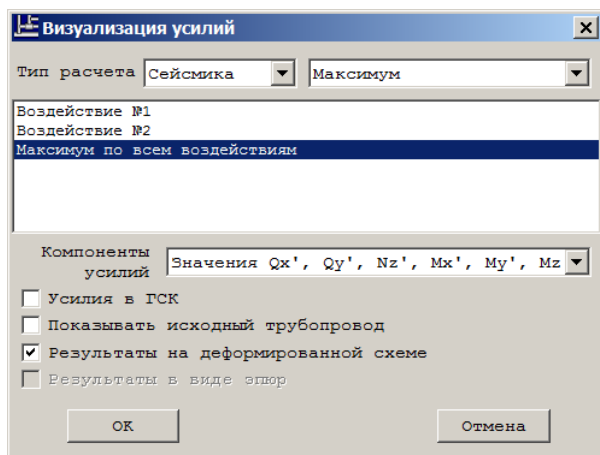 Визуализация усилий
Тип расчета Сейсмика Максимум
Воздействие №1
Воздействие №2
Максимум по всем воздействиям
Компоненты
усилий
Значения Qx', Qy', Nz', Mx', My', Mz
Усилия в ГСК
Показывать исходный трубопровод
Результаты на деформированной схеме
Результаты в виде эпюр
ОК Отмена